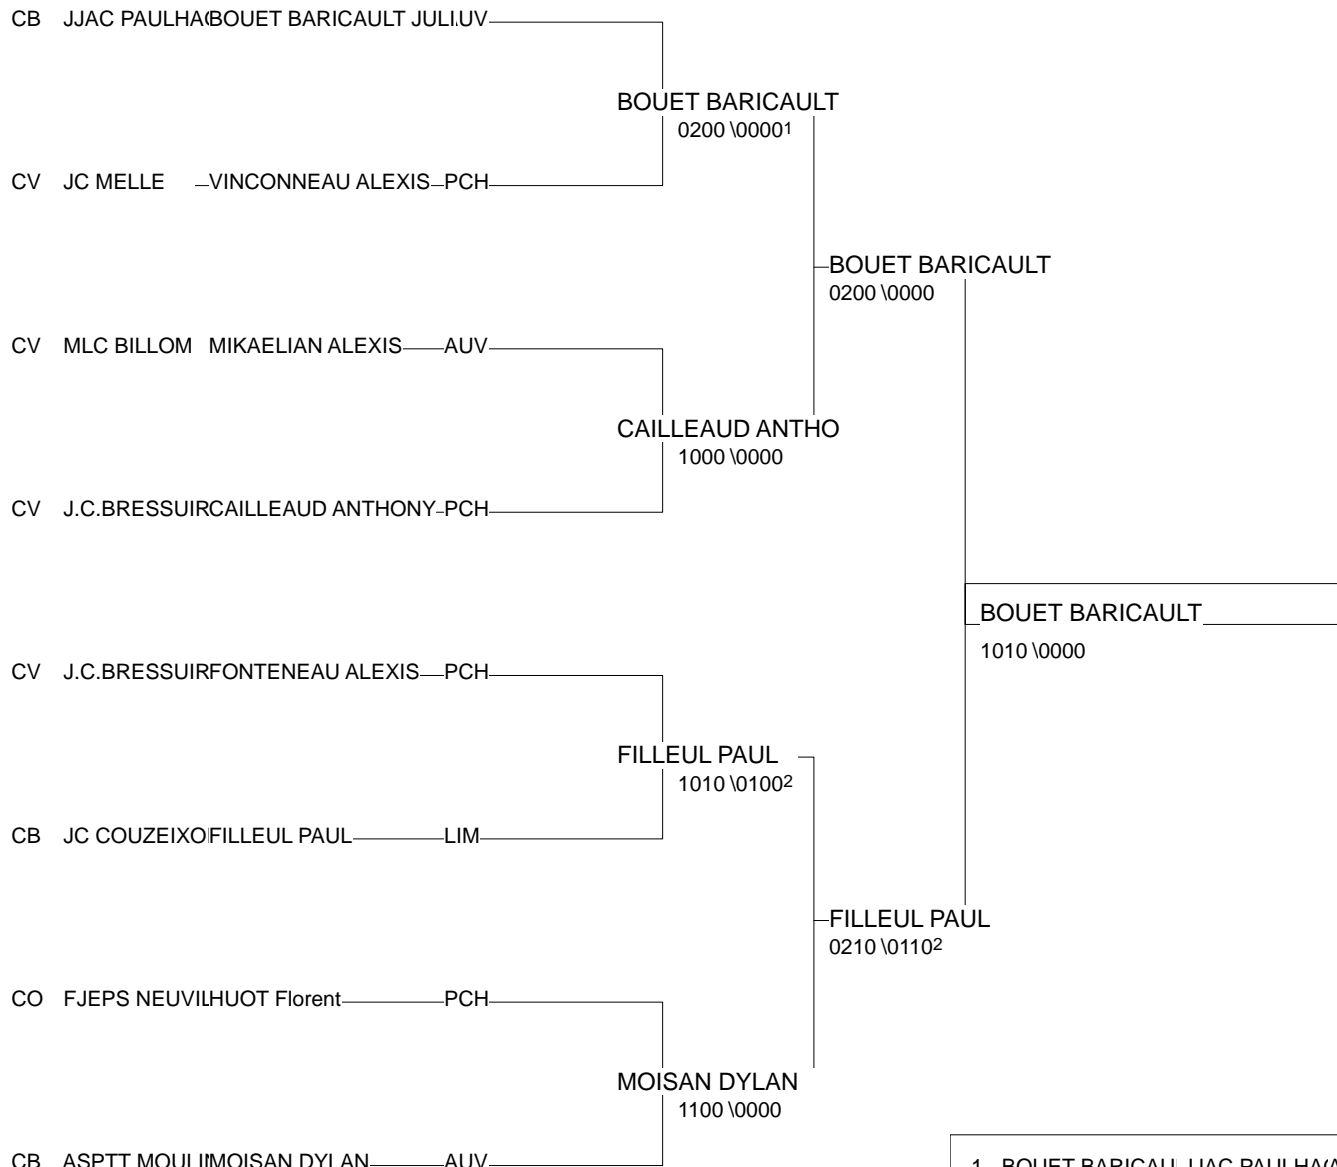 CB JJAC PAULHAC BOUET BARICAULT JULI UV
BOUET BARICAULT
0200 \00001
CV JC MELLE VINCONNEAU ALEXIS PCH
BOUET BARICAULT
0200 \0000
CV MLC BILLOM MIKAELIAN ALEXIS AUV
CAILLEAUD ANTHO
1000 \0000
CV J.C.BRESSUIR CAILLEAUD ANTHONY PCH
BOUET BARICAULT
1010 \0000
CV J.C.BRESSUIR FONTENEAU ALEXIS PCH
FILLEUL PAUL
1010 \01002
CB JC COUZEIXO FILLEUL PAUL LIM
FILLEUL PAUL
0210 \01102
CO FJEPS NEUVIL HUOT Florent PCH
MOISAN DYLAN
1100 \0000
CB ASPTT MOULI MOISAN DYLAN AUV
1 BOUET BARICAU JJAC PAULHA